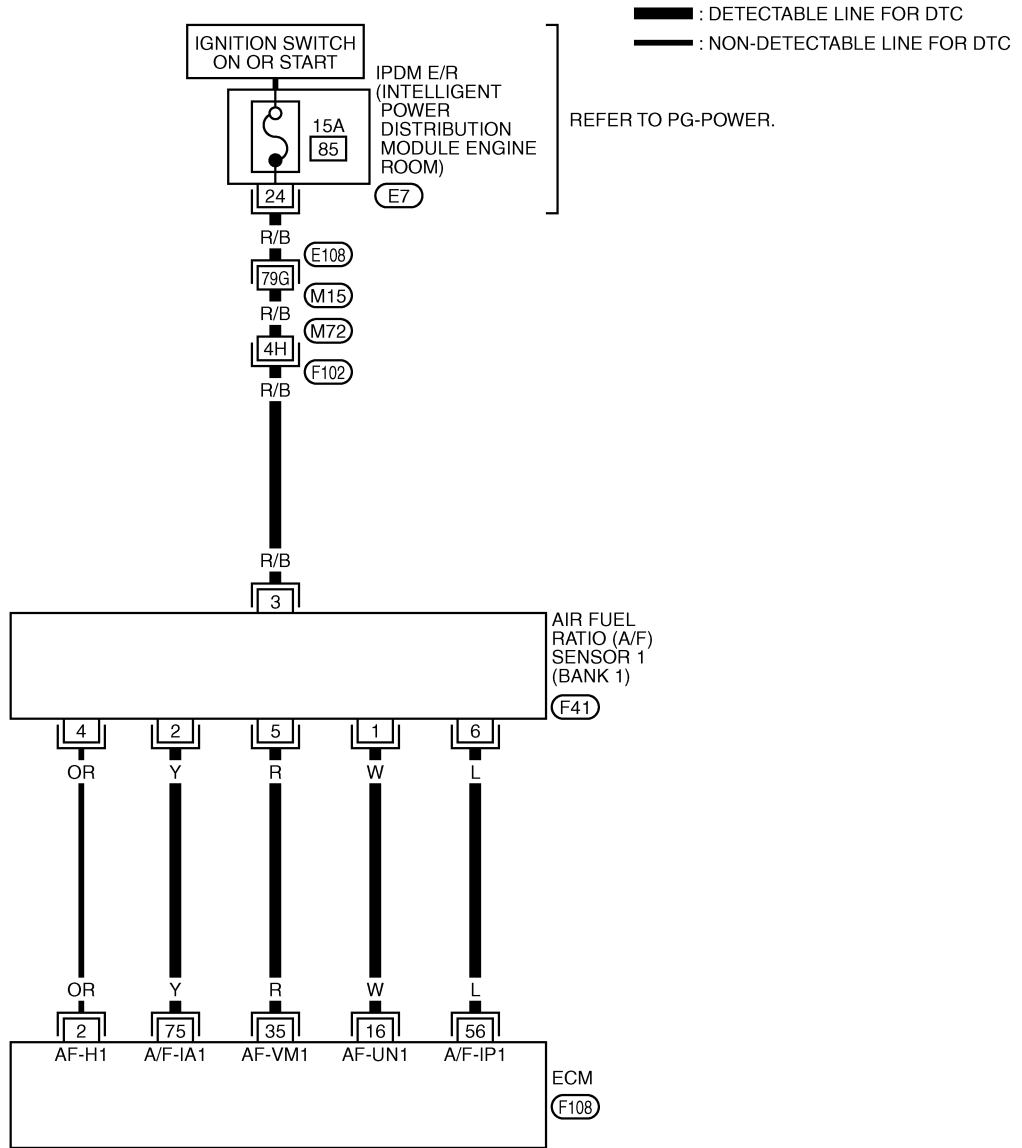 : DETECTABLE LINE FOR DTC
: NON-DETECTABLE LINE FOR DTC
IGNITION SWITCH
ON OR START
IPDM E/R
(INTELLIGENT
POWER
DISTRIBUTION
MODULE ENGINE
ROOM)
15A
85
REFER TO PG-POWER.
24
E7
R/B
E108
79G
M15
R/B
M72
4H
F102
R/B
R/B
3
AIR FUEL
RATIO (A/F)
SENSOR 1
(BANK 1)
F41
4 2 5 1 6
OR Y R W L
OR Y R W L
2 75 35 16 56
AF-H1 A/F-IA1 AF-VM1 AF-UN1 A/F-IP1
ECM
F108